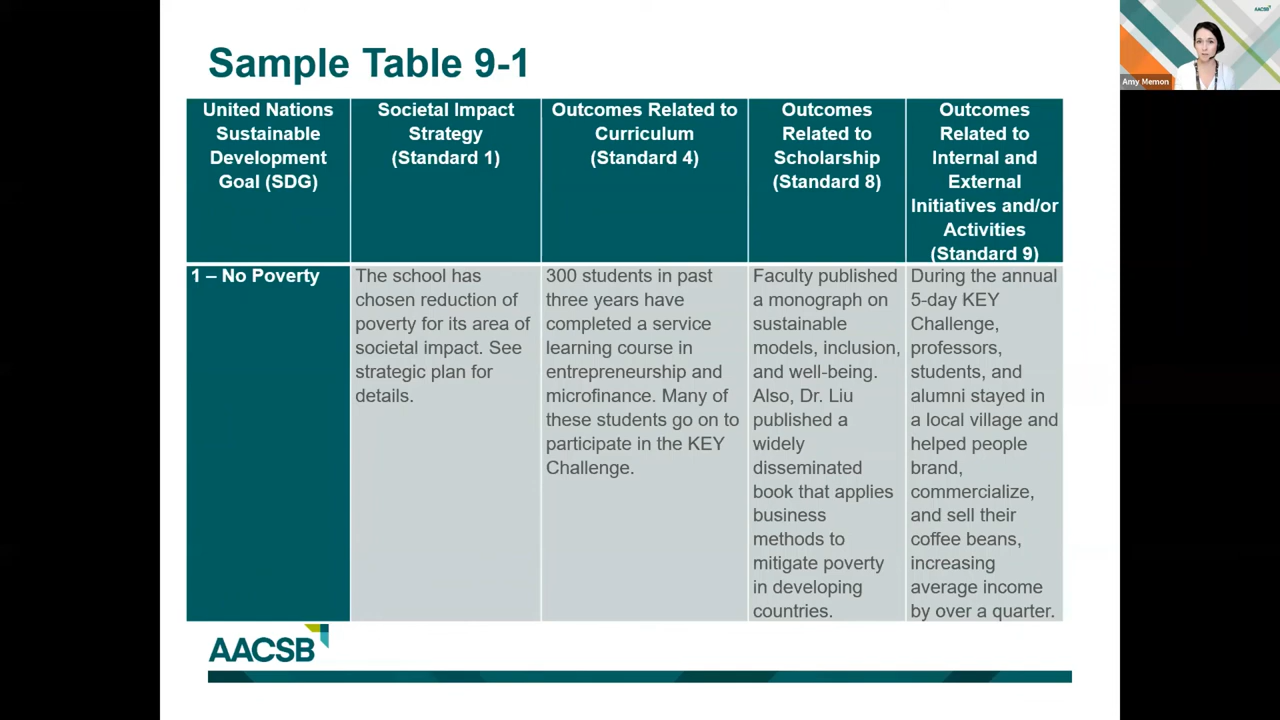 AACSB
Amy Memon
Sample Table 9-1
United Nations
Sustainable
Development
Goal (SDG)
Societal Impact
Strategy
(Standard 1)
Outcomes Related to
Curriculum
(Standard 4)
Outcomes
Related to
Scholarship
(Standard 8)
Outcomes
Related to
Internal and
External
Initiatives and/or
Activities
(Standard 9)
1 – No Poverty
The school has
chosen reduction of
poverty for its area of
societal impact. See
strategic plan for
details.
300 students in past
three years have
completed a service
learning course in
entrepreneurship and
microfinance. Many of
these students go on to
participate in the KEY
Challenge.
Faculty published
a monograph on
sustainable
models, inclusion,
and well-being.
Also, Dr. Liu
published a
widely
disseminated
book that applies
business
methods to
mitigate poverty
in developing
countries.
During the annual
5-day KEY
Challenge,
professors,
students, and
alumni stayed in
a local village and
helped people
brand,
commercialize,
and sell their
coffee beans,
increasing
average income
by over a quarter.
AACSB